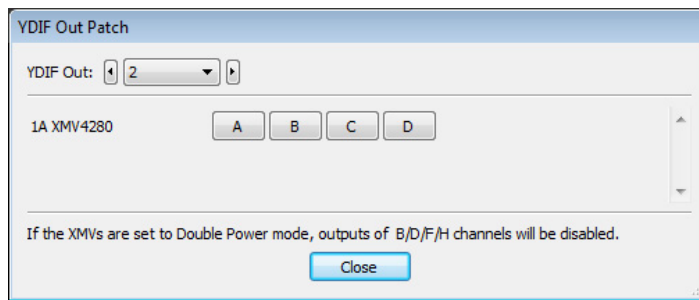 YDIF Out Patch
YDIF Out: 2
1A XMV4280 A B C D
If the XMVs are set to Double Power mode, outputs of B/D/F/H channels will be disabled.
Close